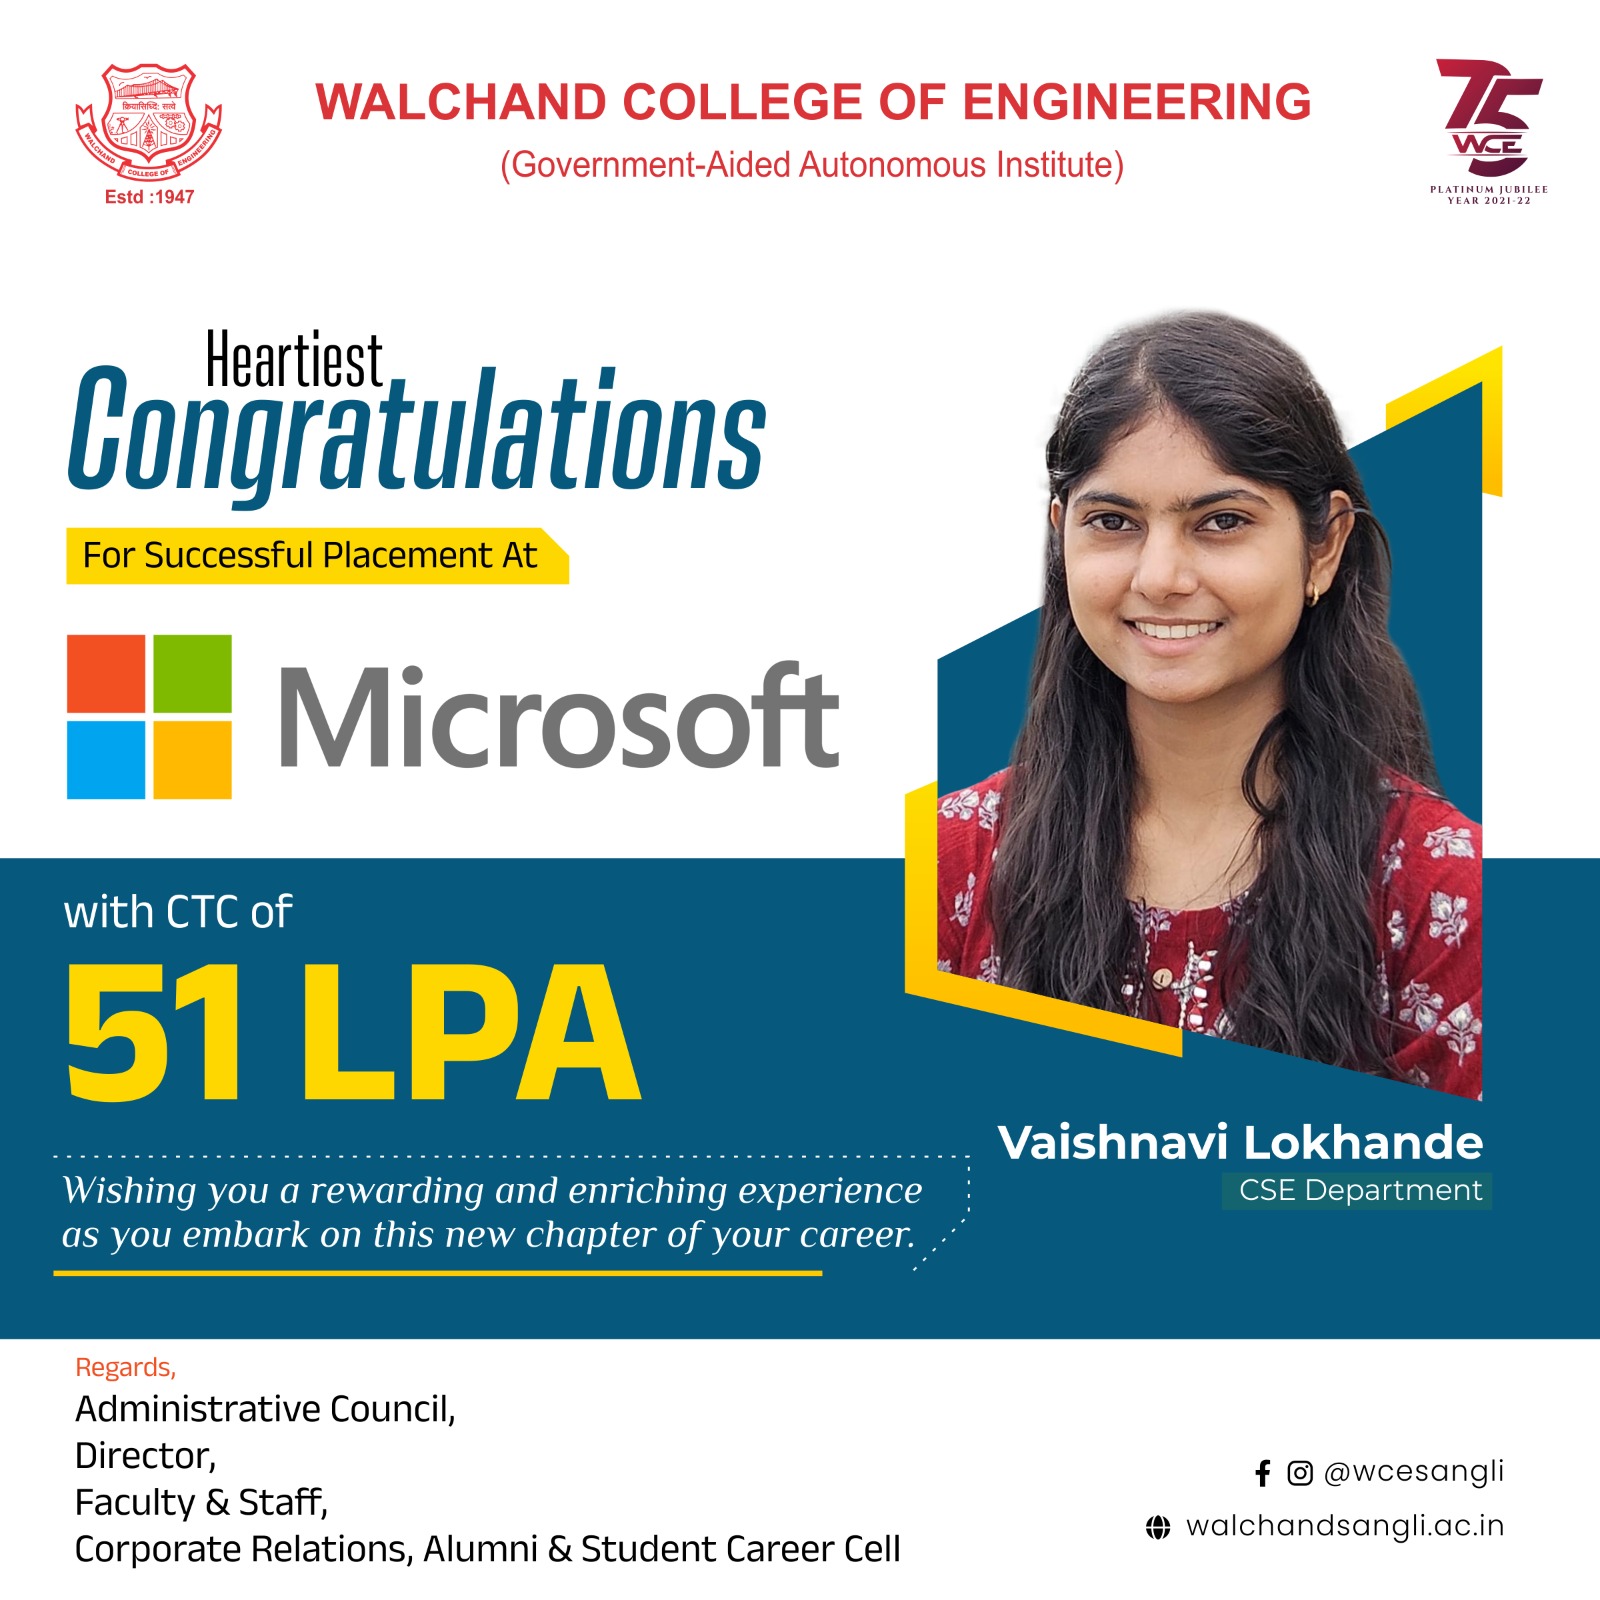 WALCHAND COLLEGE OF ENGINEERING
(Government-Aided Autonomous Institute)
क्रियासिध्दि: सत्वे
WALCHAND COLLEGE OF ENGINEERING
Estd :1947
75
WCE
PLATINUM JUBILEE
YEAR 2021-22
Heartiest
Congratulations
For Successful Placement At
Microsoft
with CTC of
51 LPA
Wishing you a rewarding and enriching experience
as you embark on this new chapter of your career.
Vaishnavi Lokhande
CSE Department
Regards,
Administrative Council,
Director,
Faculty & Staff,
Corporate Relations, Alumni & Student Career Cell
@wcesangli
walchandsangli.ac.in